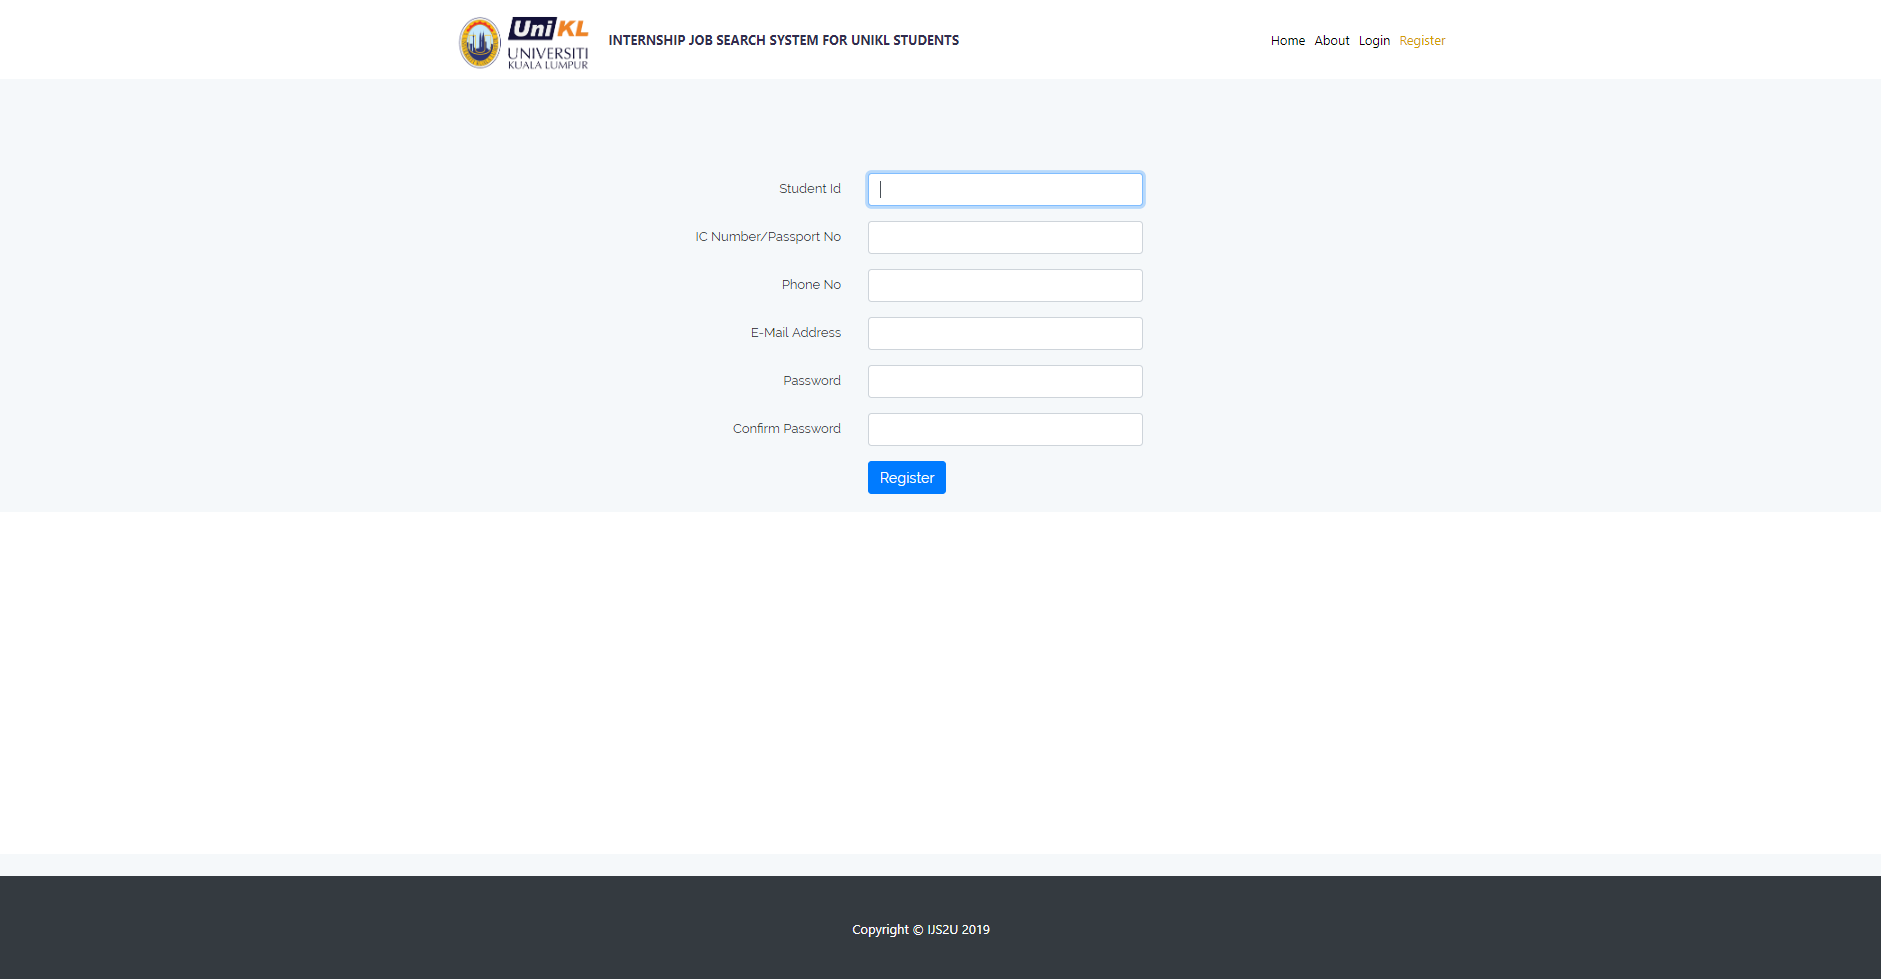 UniKL
UNIVERSITI
KUALA LUMPUR
INTERNSHIP JOB SEARCH SYSTEM FOR UNIKL STUDENTS
Home About Login Register
Student Id
IC Number/Passport No
Phone No
E-Mail Address
Password
Confirm Password
Register
Copyright © IJS2U 2019